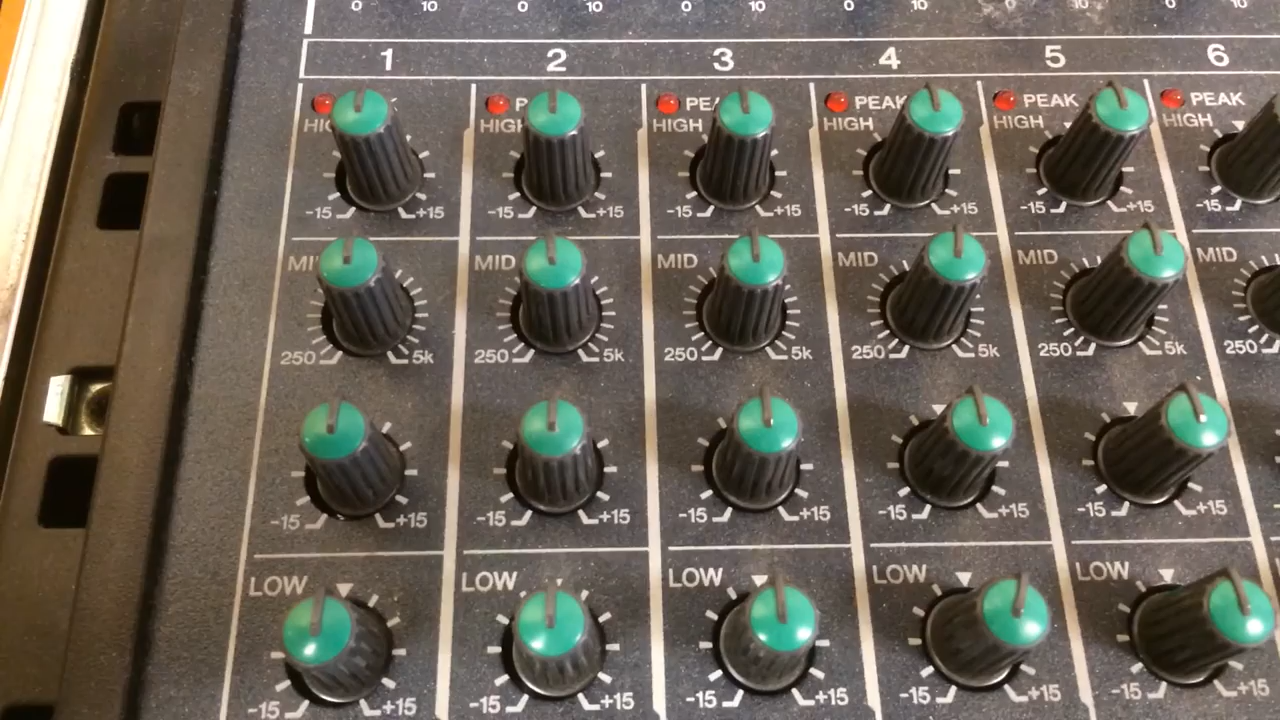 0 10 0 10 0 10 0 10 0 10 0 10
1 2 3 4 5 6
PEAK PEAK PEAK
HIGH HIGH HIGH HIGH
-15 +15 -15 +15 -15 +15 -15 +15 -15 +15 -15
MID MID MID MID MID
250 5k 250 5k 250 5k 250 5k 250 5k 250
-15 +15 -15 +15 -15 +15 -15 +15 -15 +15
LOW LOW LOW LOW LOW
-15 +15 -15 +15 -15 +15 -15 +15 -15 +15